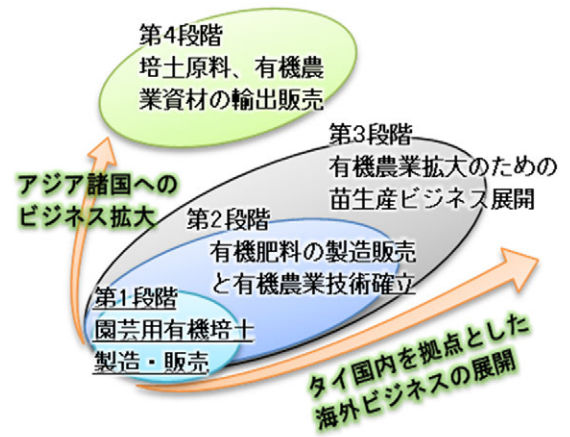 第4段階
培土原料、有機農
業資材の輸出販売
第3段階
有機農業拡大のための
苗生産ビジネス展開
アジア諸国への
ビジネス拡大
第2段階
有機肥料の製造販売
と有機農業技術確立
第1段階
園芸用有機培土
製造・販売
タイ国内を拠点とした
海外ビジネスの展開